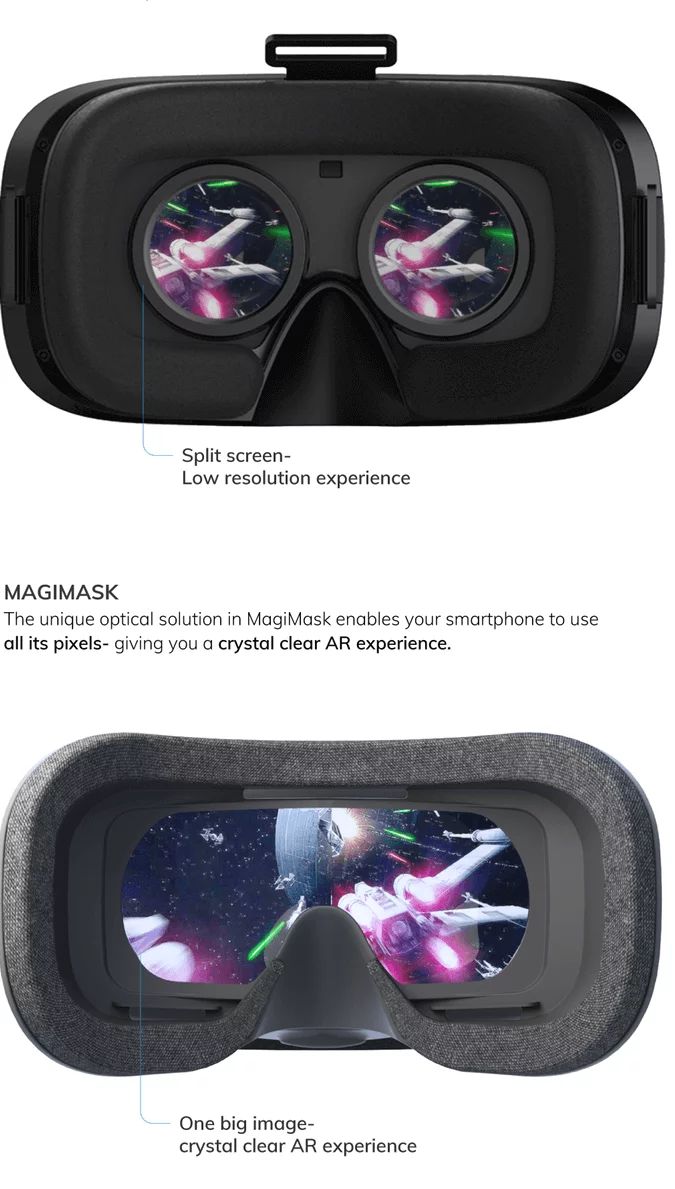 Split screen-
Low resolution experience
MAGIMASK
The unique optical solution in MagiMask enables your smartphone to use
all its pixels- giving you a crystal clear AR experience.
One big image-
crystal clear AR experience